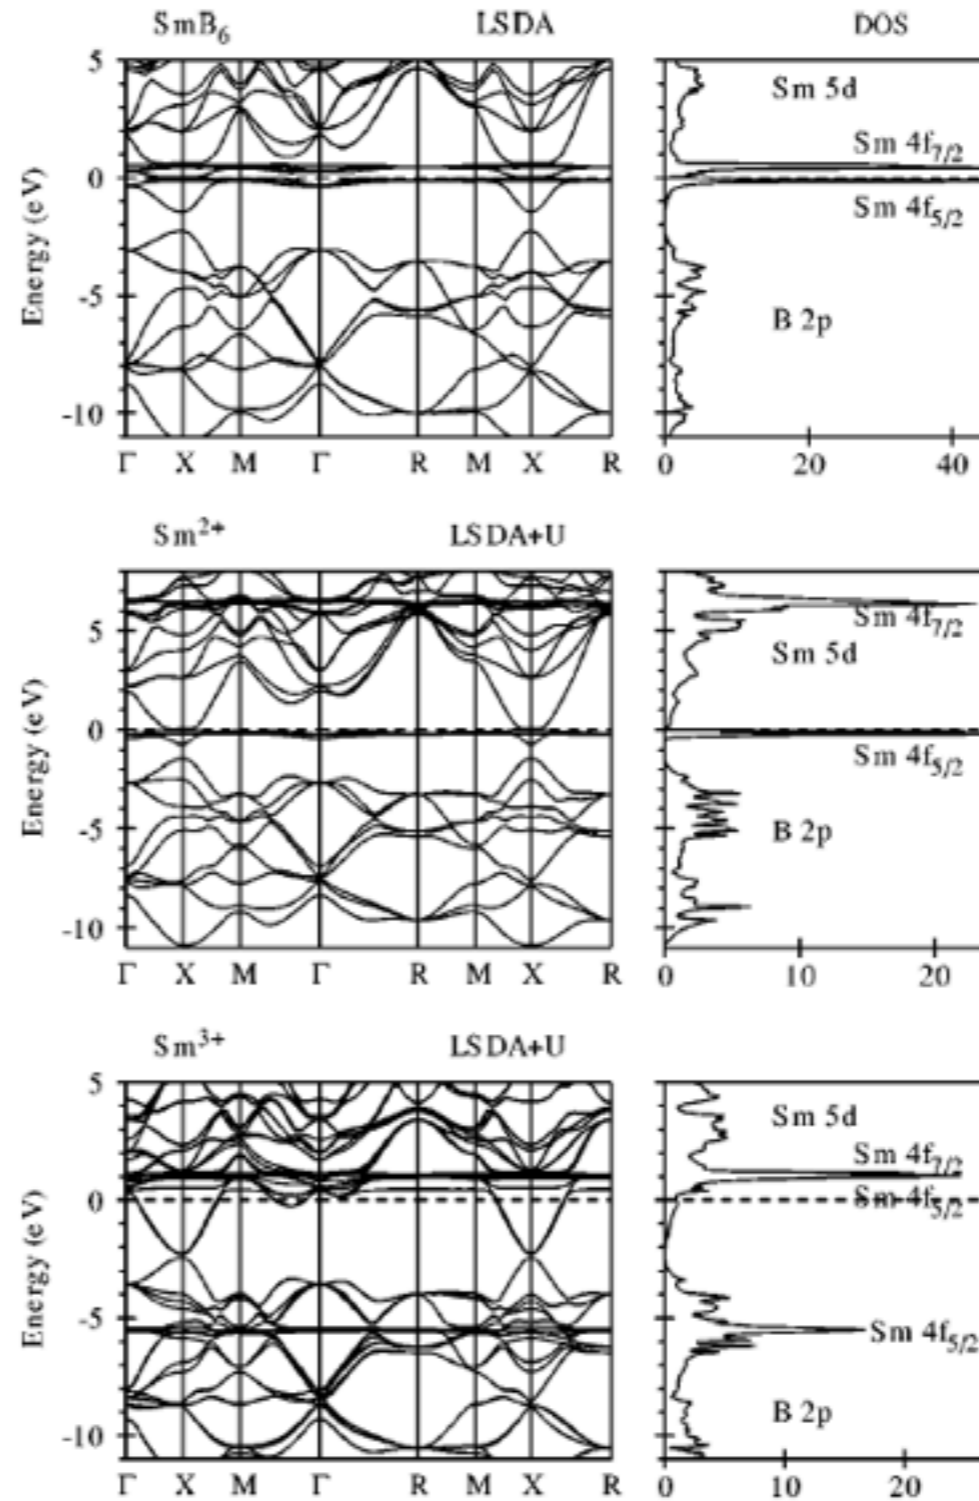 SmB₆ LSDA DOS
5
0
-5
-10
Energy (eV)
Γ X M Γ R M X R
Sm 5d
Sm 4f₇/₂
Sm 4f₅/₂
B 2p
0 20 40
Sm²⁺ LSDA+U
5
0
-5
-10
Energy (eV)
Γ X M Γ R M X R
Sm 4f₇/₂
Sm 5d
Sm 4f₅/₂
B 2p
0 10 20
Sm³⁺ LSDA+U
5
0
-5
-10
Energy (eV)
Γ X M Γ R M X R
Sm 5d
Sm 4f₇/₂
Sm 4f₅/₂
Sm 4f₅/₂
B 2p
0 10 20